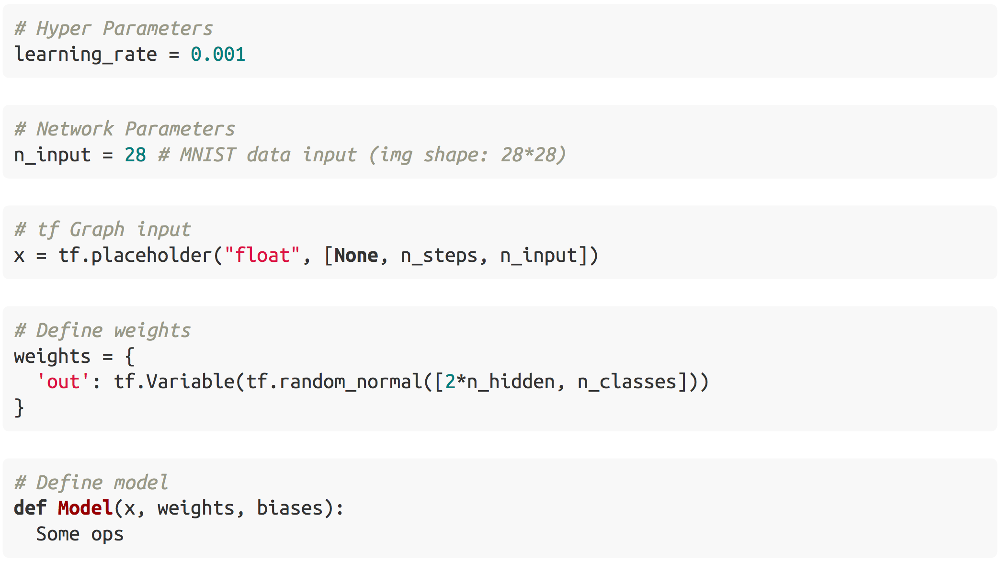 # Hyper Parameters
learning_rate = 0.001
# Network Parameters
n_input = 28 # MNIST data input (img shape: 28*28)
# tf Graph input
x = tf.placeholder("float", [None, n_steps, n_input])
# Define weights
weights = {
  'out': tf.Variable(tf.random_normal([2*n_hidden, n_classes]))
}
# Define model
def Model(x, weights, biases):
  Some ops